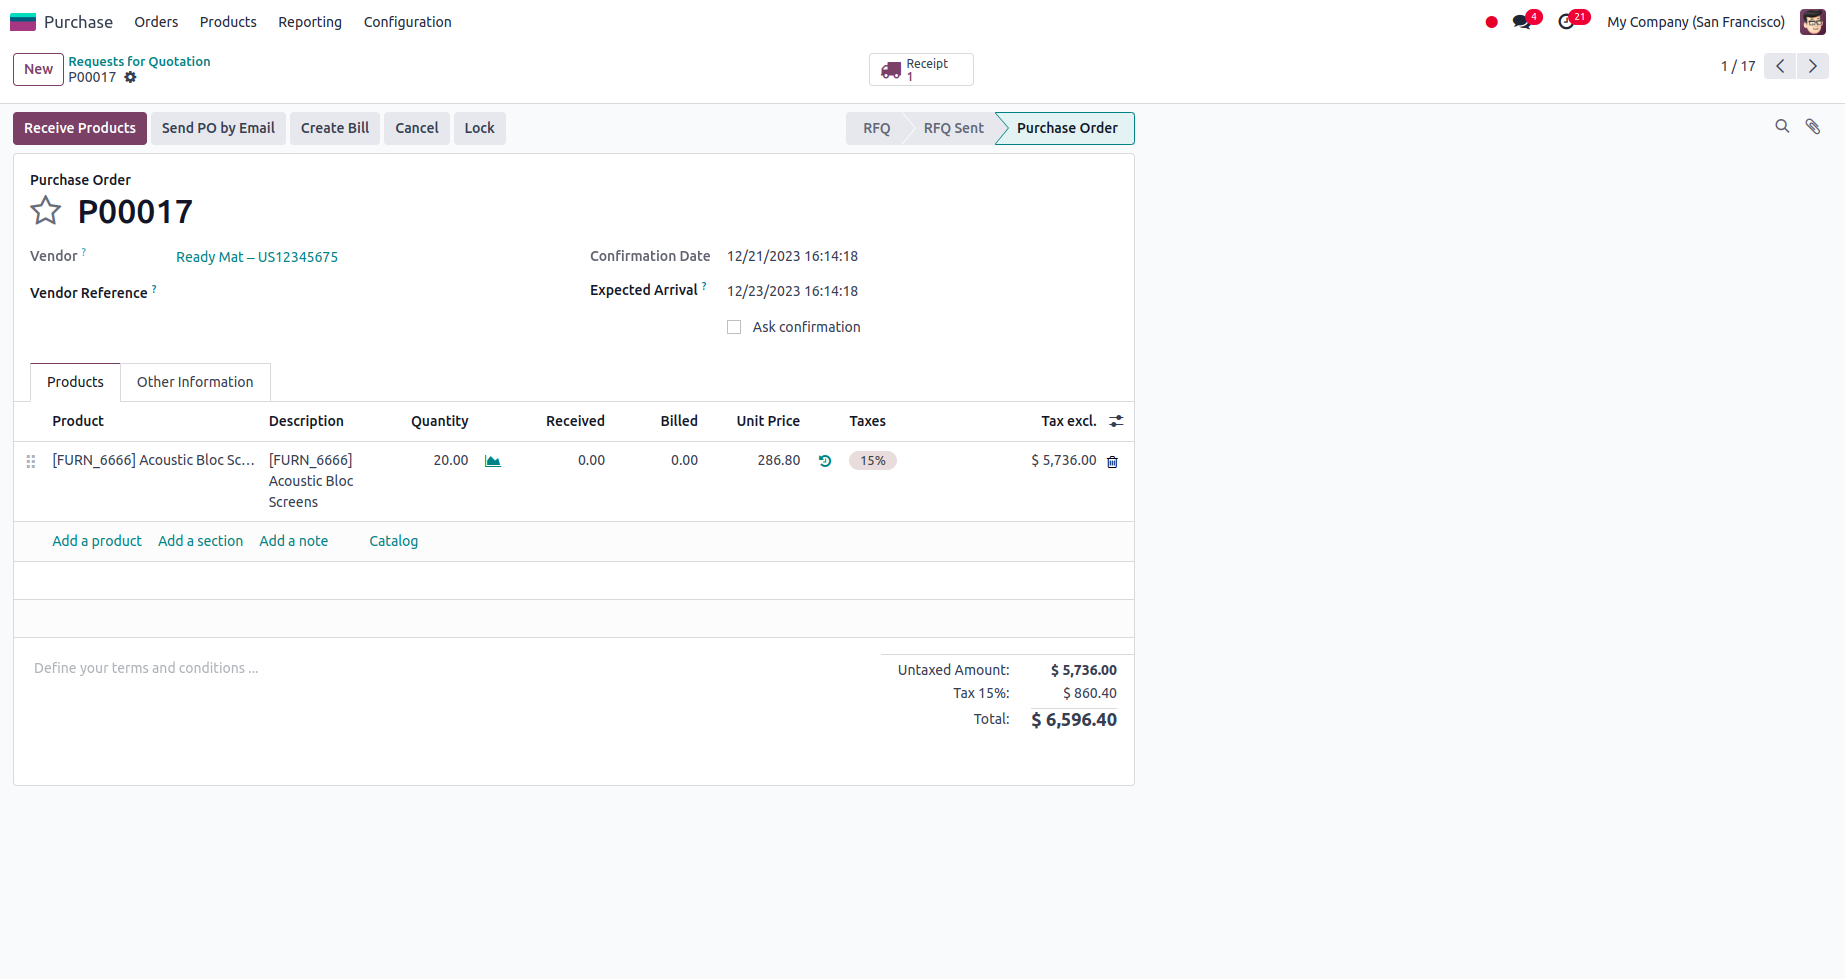 Purchase Orders Products Reporting Configuration 4 21 My Company (San Francisco)
New Requests for Quotation
P00017
Receipt
1
1 / 17
Receive Products Send PO by Email Create Bill Cancel Lock RFQ RFQ Sent Purchase Order
Purchase Order
P00017
Vendor ? Ready Mat – US12345675 Confirmation Date 12/21/2023 16:14:18
Vendor Reference ? Expected Arrival ? 12/23/2023 16:14:18
Ask confirmation
Products Other Information
Product Description Quantity Received Billed Unit Price Taxes Tax excl.
[FURN_6666] Acoustic Bloc Sc... [FURN_6666] 20.00 0.00 0.00 286.80 15% $ 5,736.00
Acoustic Bloc
Screens
Add a product Add a section Add a note Catalog
Define your terms and conditions ...
Untaxed Amount: $ 5,736.00
Tax 15%: $ 860.40
Total: $ 6,596.40